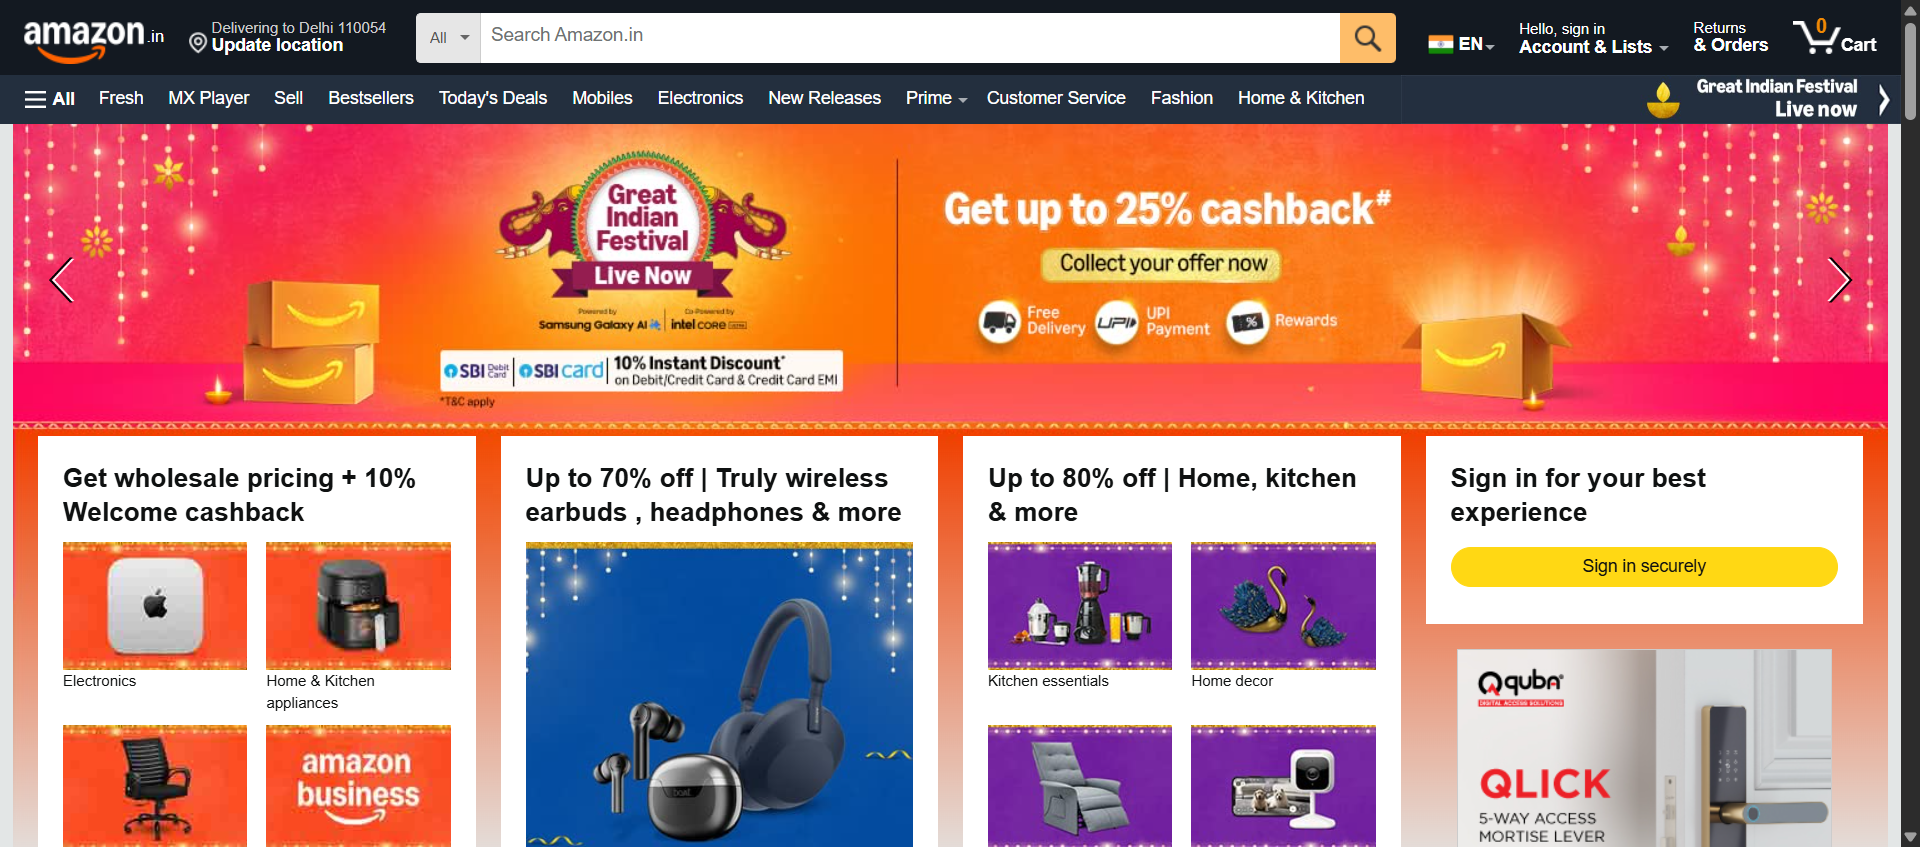 amazon.in
Delivering to Delhi 110054
Update location
All
Search Amazon.in
EN
Hello, sign in
Account & Lists
Returns
& Orders
0
Cart
All
Fresh
MX Player
Sell
Bestsellers
Today's Deals
Mobiles
Electronics
New Releases
Prime
Customer Service
Fashion
Home & Kitchen
Great Indian Festival
Live now
Great
Indian
Festival
Live Now
Powered by
Samsung Galaxy AI
Co-Powered by
intel CORE
SBI Debit Card
SBI card
10% Instant Discount*
on Debit/Credit Card & Credit Card EMI
*T&C apply
Get up to 25% cashback#
Collect your offer now
Free
Delivery
UPI
UPI
Payment
%
Rewards
Get wholesale pricing + 10%
Welcome cashback
Electronics
Home & Kitchen
appliances
amazon
business
Up to 70% off | Truly wireless
earbuds , headphones & more
boat
Up to 80% off | Home, kitchen
& more
Kitchen essentials
Home decor
Sign in for your best
experience
Sign in securely
quba
DIGITAL ACCESS SOLUTIONS
QLICK
5-WAY ACCESS
MORTISE LEVER